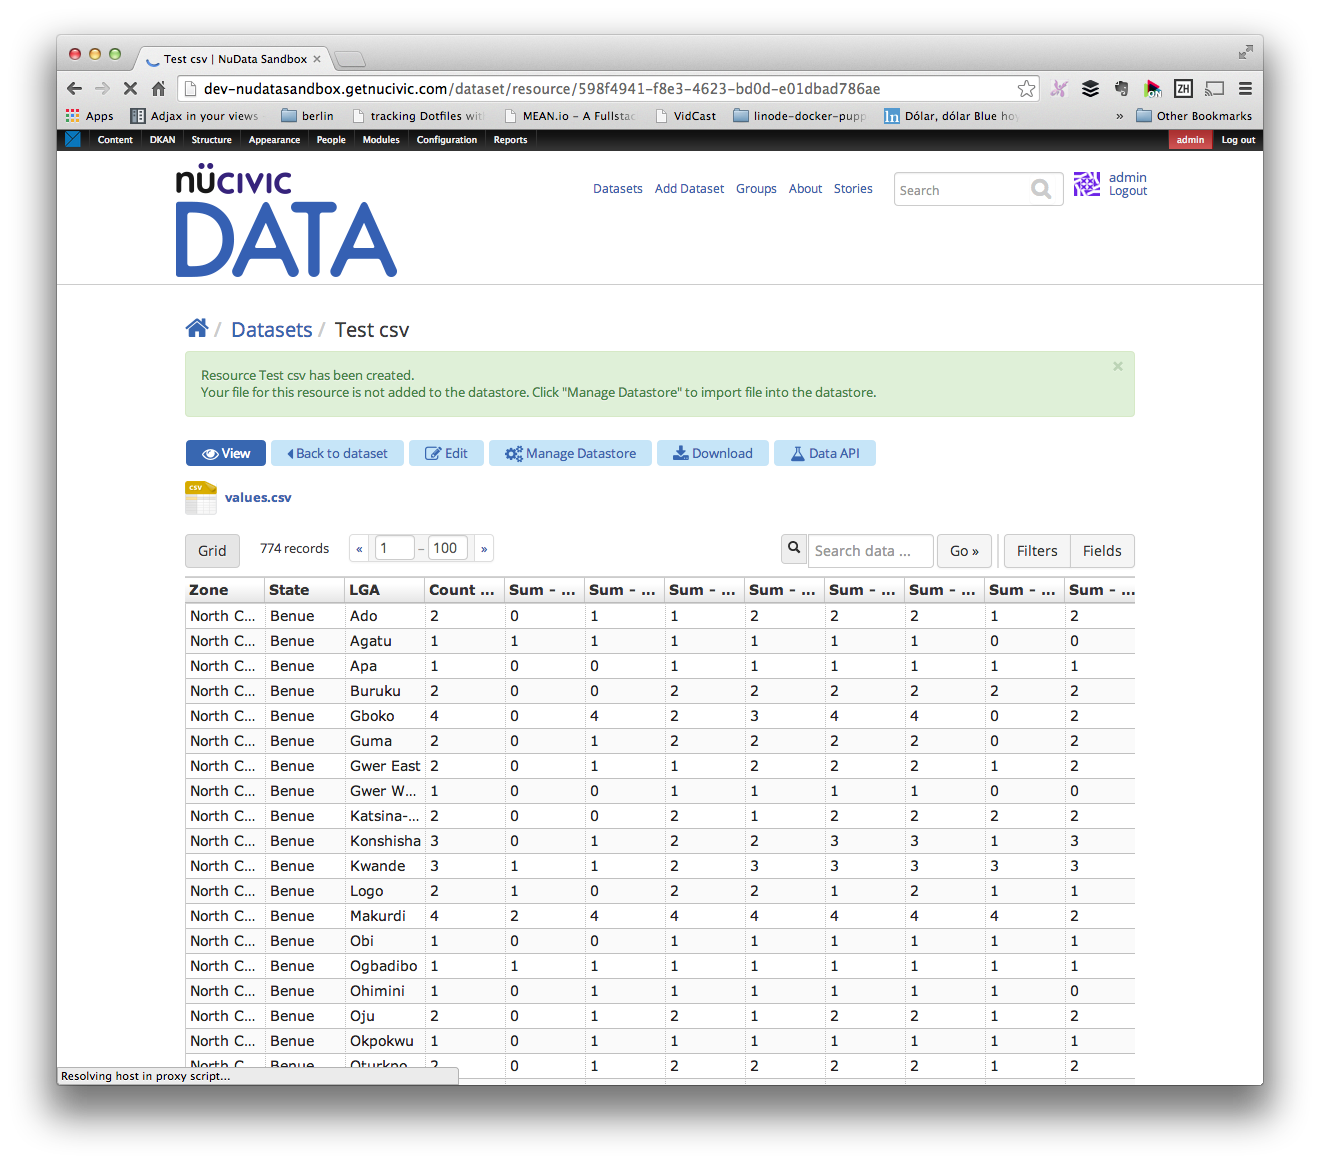 Test csv | NuData Sandbox ×
dev-nudatasandbox.getnucivic.com/dataset/resource/598f4941-f8e3-4623-bd0d-e01dbad786ae
ZH
Apps Adjax in your views berlin tracking Dotfiles with MEAN.io - A Fullsta VidCast linode-docker-pupp Dólar, dólar Blue hoy » Other Bookmarks
Content DKAN Structure Appearance People Modules Configuration Reports admin Log out
nüCIVIC
DATA
Datasets Add Dataset Groups About Stories Search admin
Logout
/ Datasets / Test csv
Resource Test csv has been created. ×
Your file for this resource is not added to the datastore. Click "Manage Datastore" to import file into the datastore.
View Back to dataset Edit Manage Datastore Download Data API
csv values.csv
Grid 774 records « 1 – 100 » Search data ... Go » Filters Fields
Zone State LGA Count ... Sum - ... Sum - ... Sum - ... Sum - ... Sum - ... Sum - ... Sum - ... Sum - ...
North C... Benue Ado 2 0 1 1 2 2 2 1 2
North C... Benue Agatu 1 1 1 1 1 1 1 0 0
North C... Benue Apa 1 0 0 1 1 1 1 1 1
North C... Benue Buruku 2 0 0 2 2 2 2 2 2
North C... Benue Gboko 4 0 4 2 3 4 4 0 2
North C... Benue Guma 2 0 1 2 2 2 2 0 2
North C... Benue Gwer East 2 0 1 1 2 2 2 1 2
North C... Benue Gwer W... 1 0 0 1 1 1 1 0 0
North C... Benue Katsina-... 2 0 0 2 1 2 2 2 2
North C... Benue Konshisha 3 0 1 2 2 3 3 1 3
North C... Benue Kwande 3 1 1 2 3 3 3 3 3
North C... Benue Logo 2 1 0 2 2 1 2 1 1
North C... Benue Makurdi 4 2 4 4 4 4 4 4 2
North C... Benue Obi 1 0 0 1 1 1 1 1 1
North C... Benue Ogbadibo 1 1 1 1 1 1 1 1 1
North C... Benue Ohimini 1 0 1 1 1 1 1 1 0
North C... Benue Oju 2 0 1 2 1 2 2 1 2
North C... Benue Okpokwu 1 0 1 1 1 1 1 1 1
North C... Benue Oturkpo 2 0 1 2 2 2 2 1 2
Resolving host in proxy script...